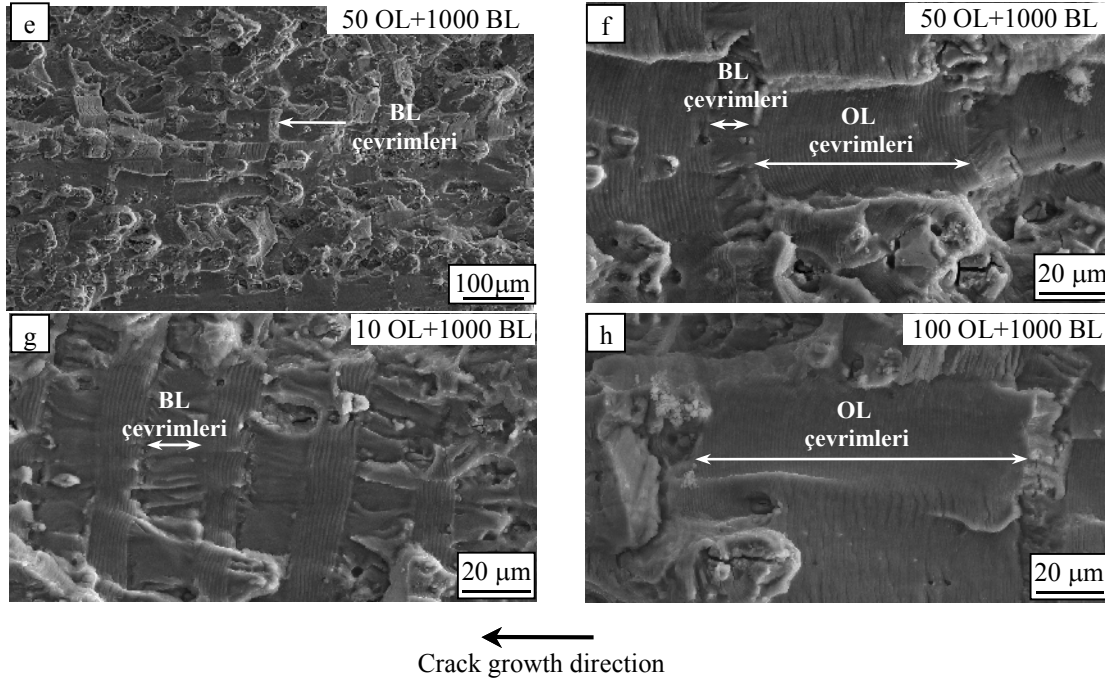 e
50 OL+1000 BL
BL
çevrimleri
100μm
f
50 OL+1000 BL
BL
çevrimleri
OL
çevrimleri
20 μm
g
10 OL+1000 BL
BL
çevrimleri
20 μm
h
100 OL+1000 BL
OL
çevrimleri
20 μm
Crack growth direction